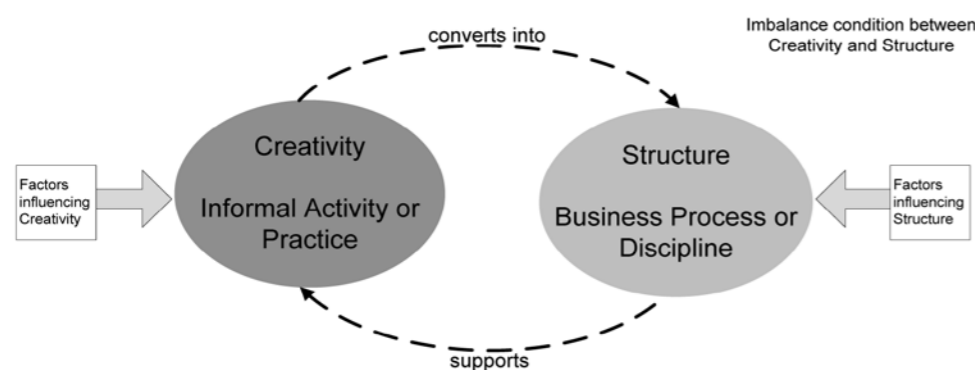 converts into
Imbalance condition between
Creativity and Structure
Creativity
Informal Activity or
Practice
Structure
Business Process or
Discipline
Factors
influencing
Creativity
Factors
influencing
Structure
supports